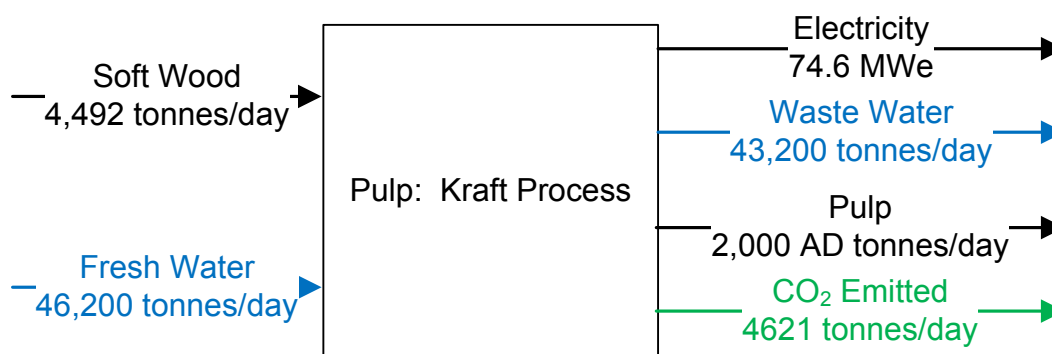 Soft Wood
4,492 tonnes/day
Fresh Water
46,200 tonnes/day
Pulp: Kraft Process
Electricity
74.6 MWe
Waste Water
43,200 tonnes/day
Pulp
2,000 AD tonnes/day
CO₂ Emitted
4621 tonnes/day